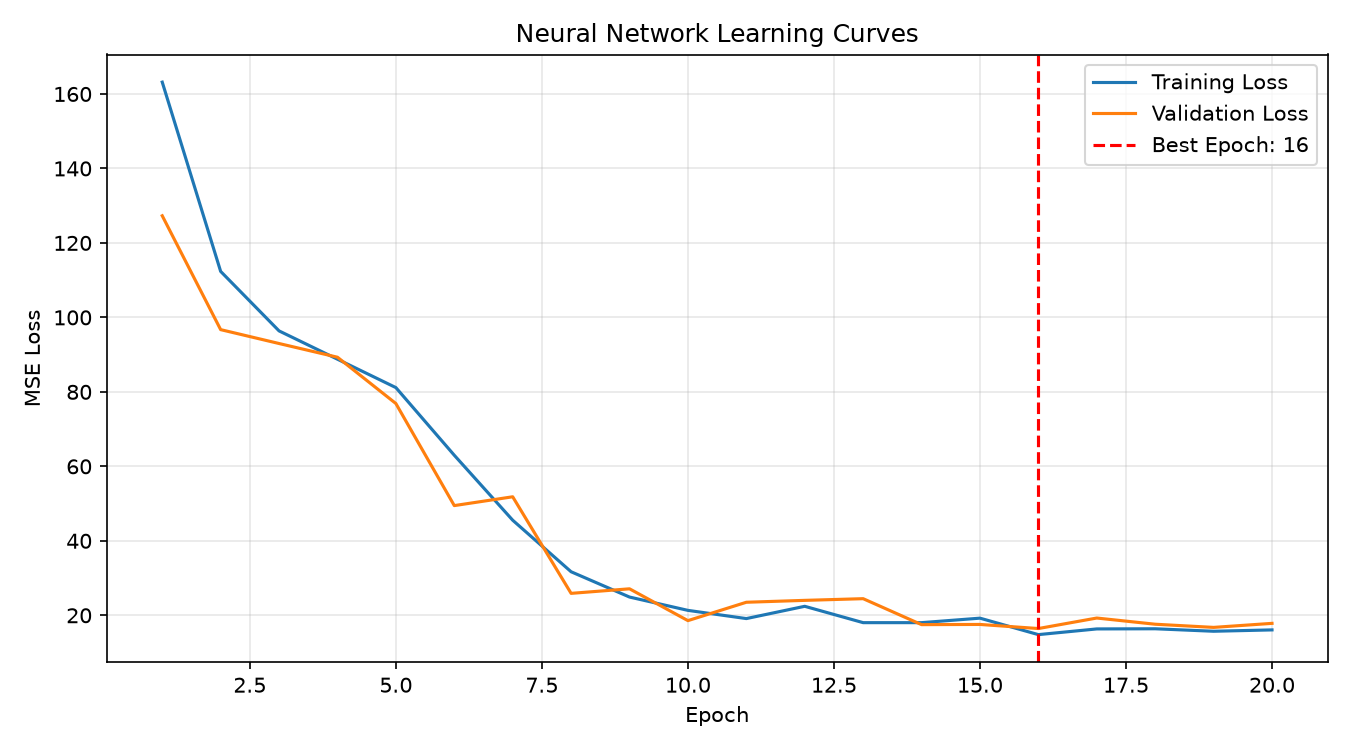 Neural Network Learning Curves
Training Loss
Validation Loss
Best Epoch: 16
MSE Loss
160
140
120
100
80
60
40
20
2.5 5.0 7.5 10.0 12.5 15.0 17.5 20.0
Epoch